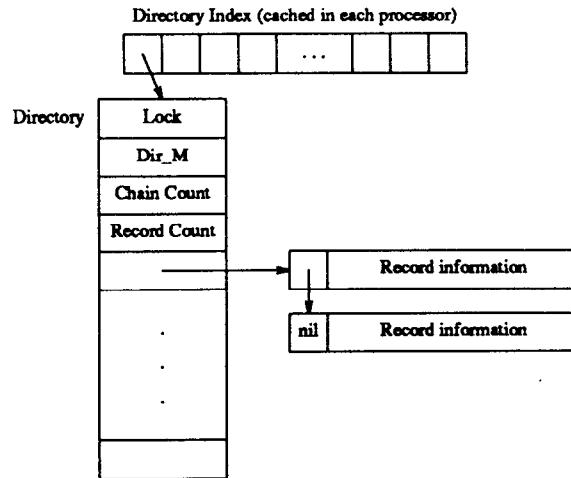 Directory Index (cached in each processor)
...
Directory
Lock
Dir_M
Chain Count
Record Count
Record information
nil
Record information